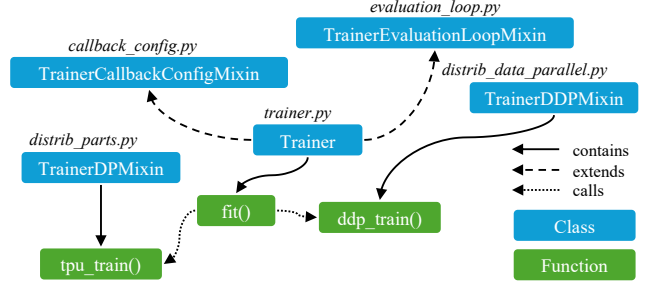 evaluation_loop.py
TrainerEvaluationLoopMixin
callback_config.py
TrainerCallbackConfigMixin
distrib_data_parallel.py
TrainerDDPMixin
trainer.py
Trainer
distrib_parts.py
TrainerDPMixin
contains
extends
calls
fit()
ddp_train()
Class
tpu_train()
Function